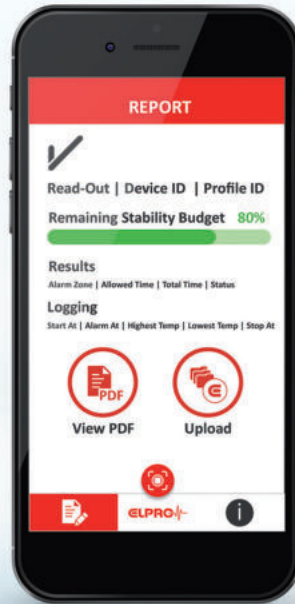 REPORT
Read-Out | Device ID | Profile ID
Remaining Stability Budget 80%
Results
Alarm Zone | Allowed Time | Total Time | Status
Logging
Start At | Alarm At | Highest Temp | Lowest Temp | Stop At
PDF
View PDF Upload
ELPRO